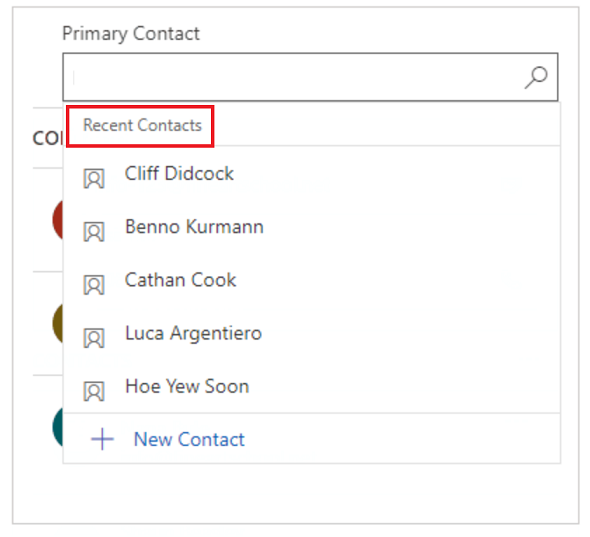 Primary Contact
Recent Contacts
CO
Cliff Didcock
Benno Kurmann
Cathan Cook
Luca Argentiero
Hoe Yew Soon
New Contact